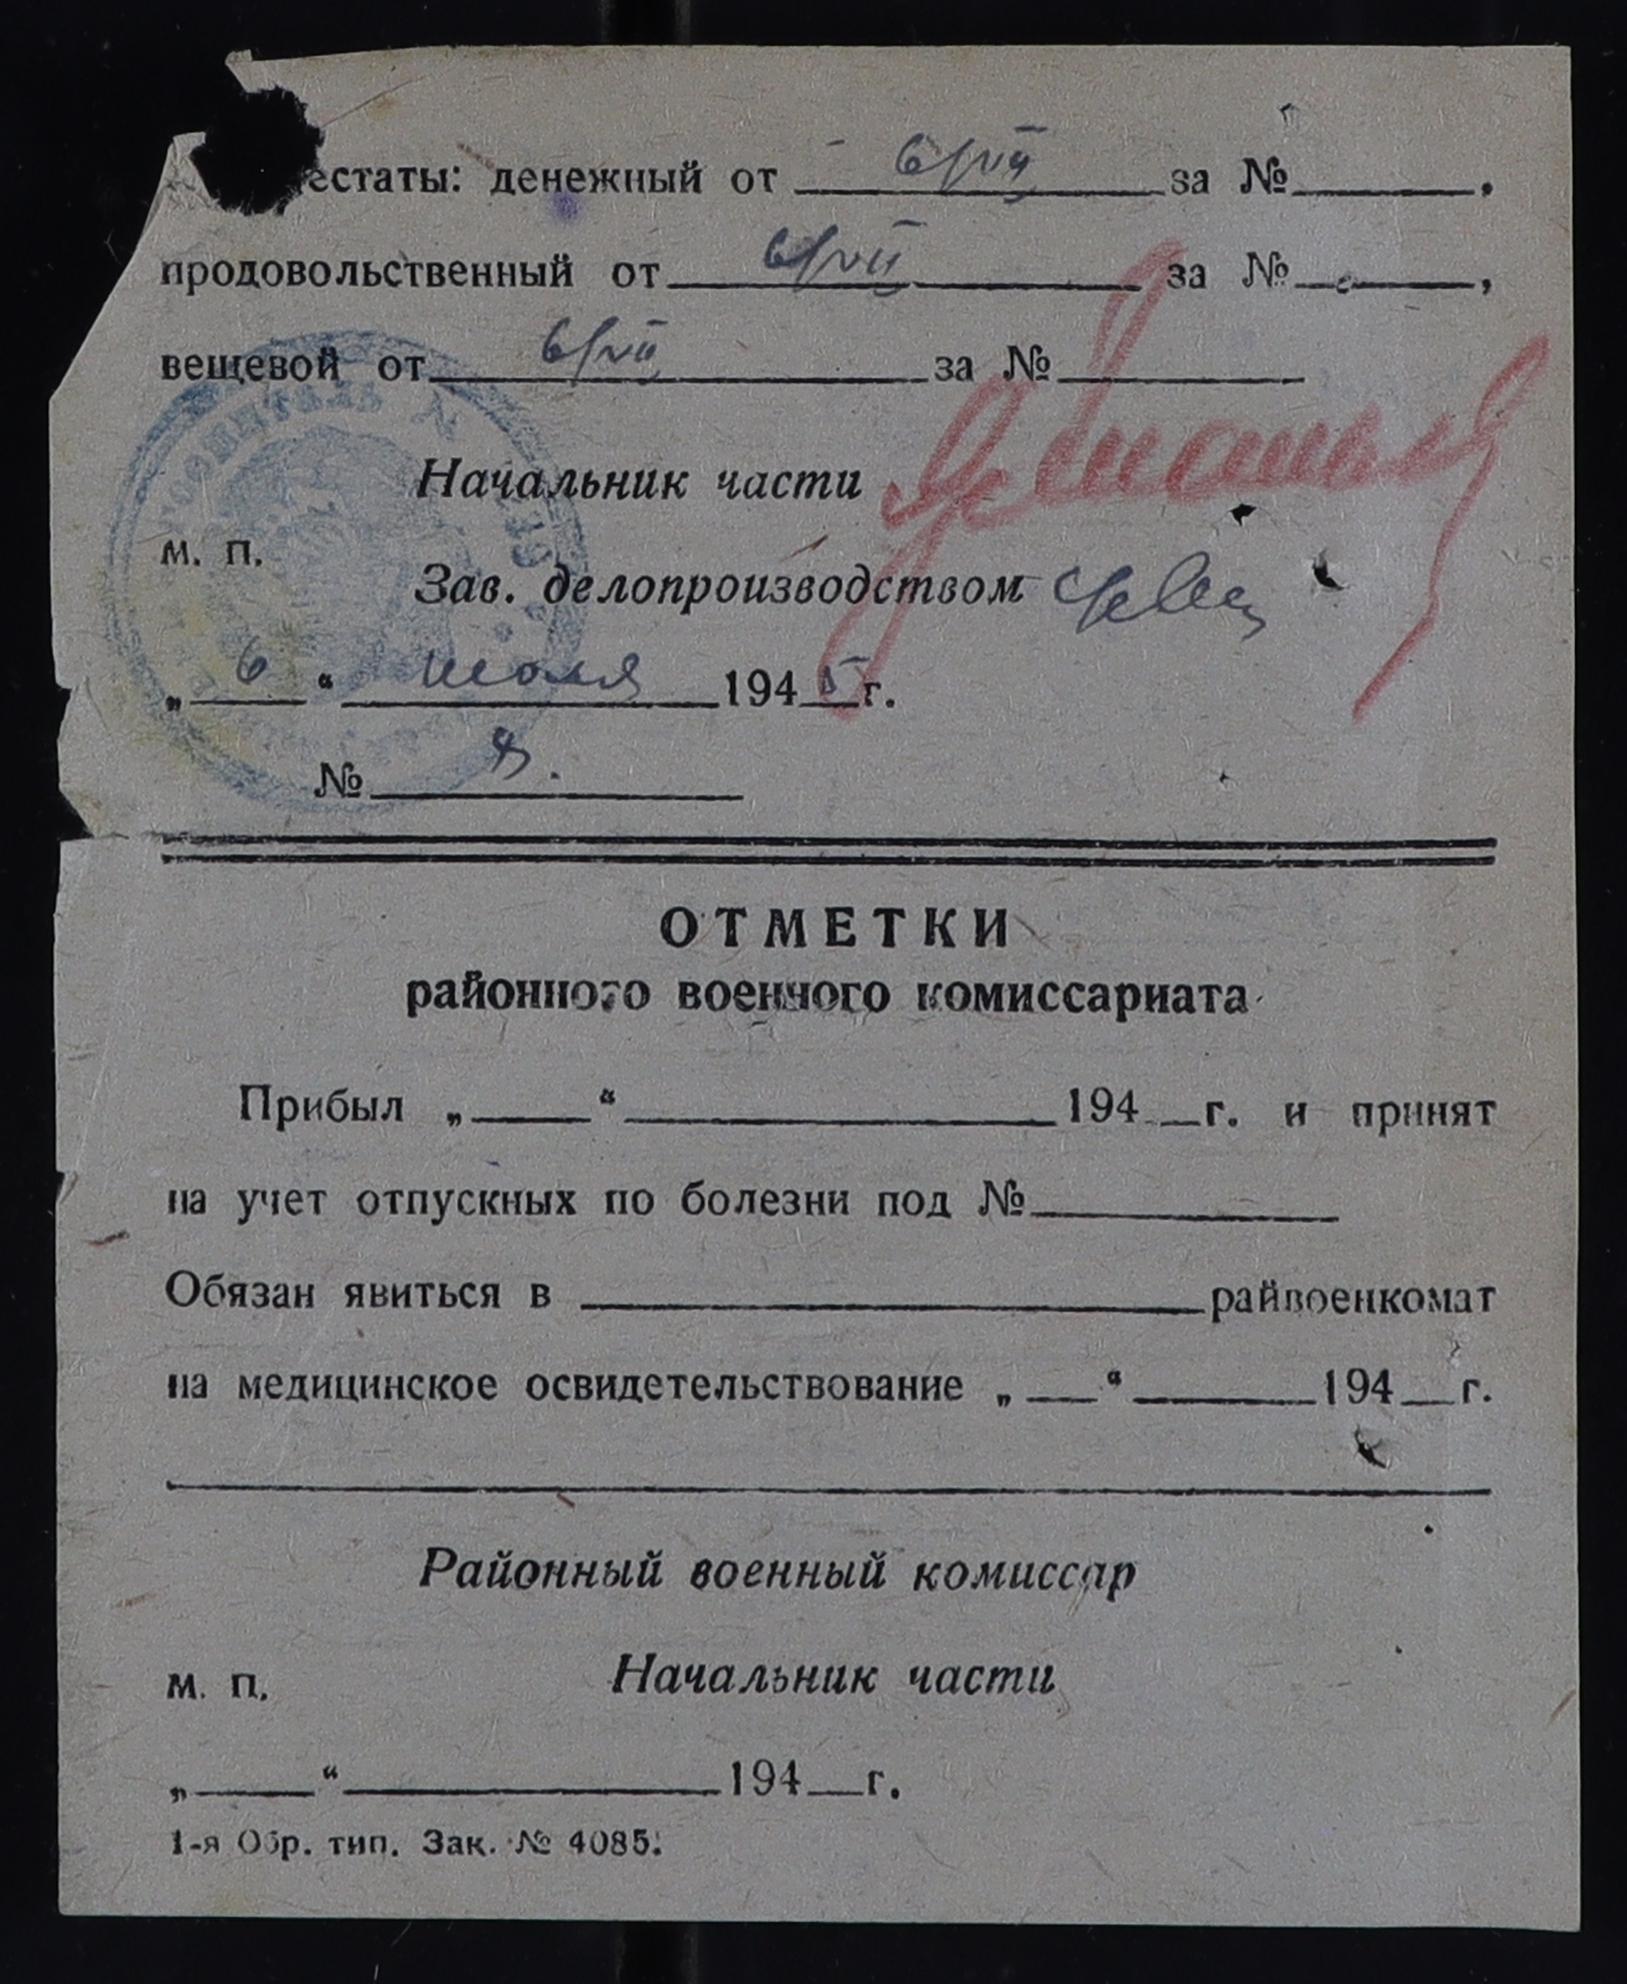 естаты: денежный от 6/VII за №,
продовольственный от 6/VII за №,
вещевой от 6/VII за №
Начальник части
М. П.
Зав. делопроизводством
„ 6 “ июля 1945 г.
№
ОТМЕТКИ
районного военного комиссариата
Прибыл „ “ 194 г. и принят
на учет отпускных по болезни под №
Обязан явиться в райвоенкомат
на медицинское освидетельствование „ “ 194 г.
Районный военный комиссар
Начальник части
М. П.
„ “ 194 г.
1-я Обр. тип. Зак. № 4085.